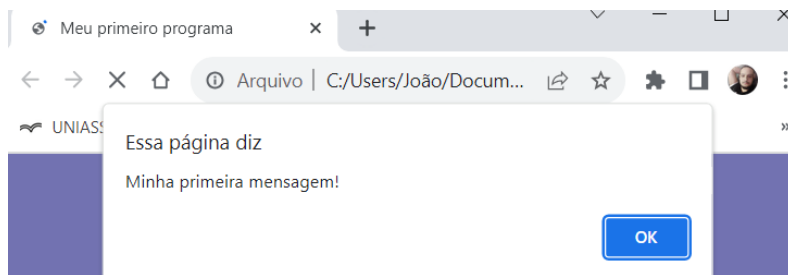 Meu primeiro programa
Arquivo | C:/Users/João/Docum...
UNIASS
Essa página diz
Minha primeira mensagem!
OK